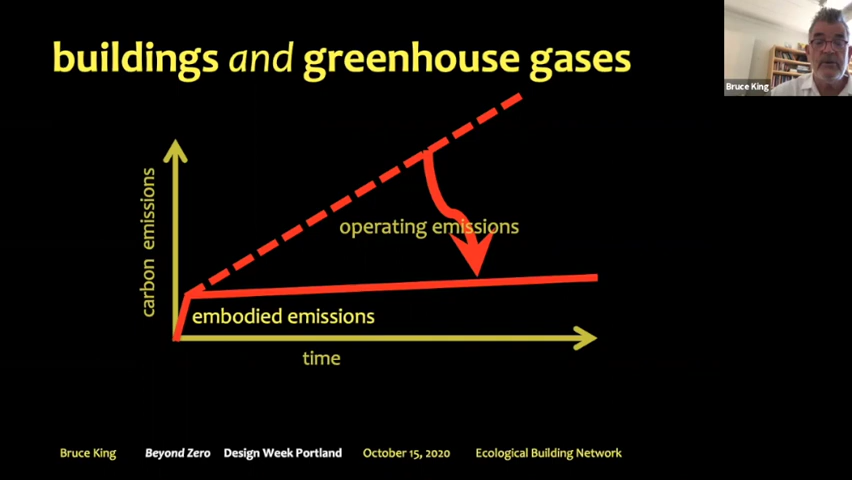 buildings and greenhouse gases
Bruce King
carbon emissions
operating emissions
embodied emissions
time
Bruce King Beyond Zero Design Week Portland October 15, 2020 Ecological Building Network